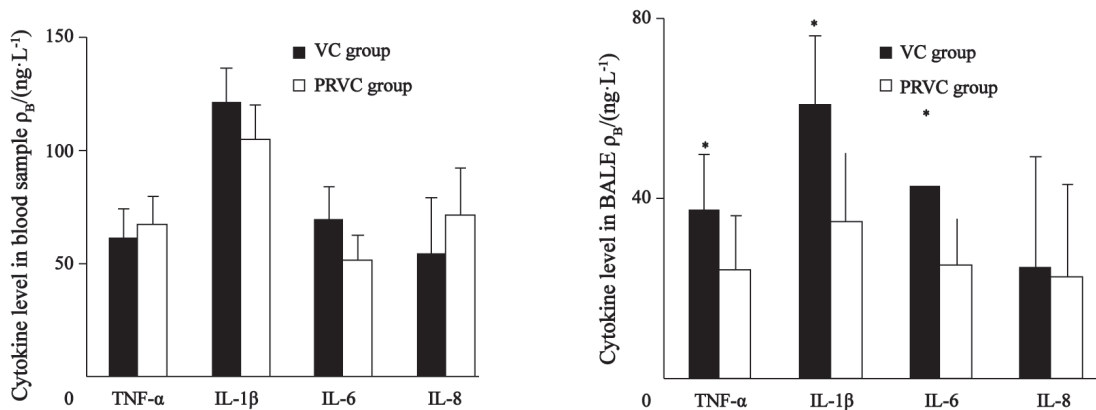 Cytokine level in blood sample ρB/(ng·L-1)
150
100
50
0
VC group
PRVC group
TNF-α IL-1β IL-6 IL-8
Cytokine level in BALE ρB/(ng·L-1)
80
40
0
*
*
*
VC group
PRVC group
TNF-α IL-1β IL-6 IL-8